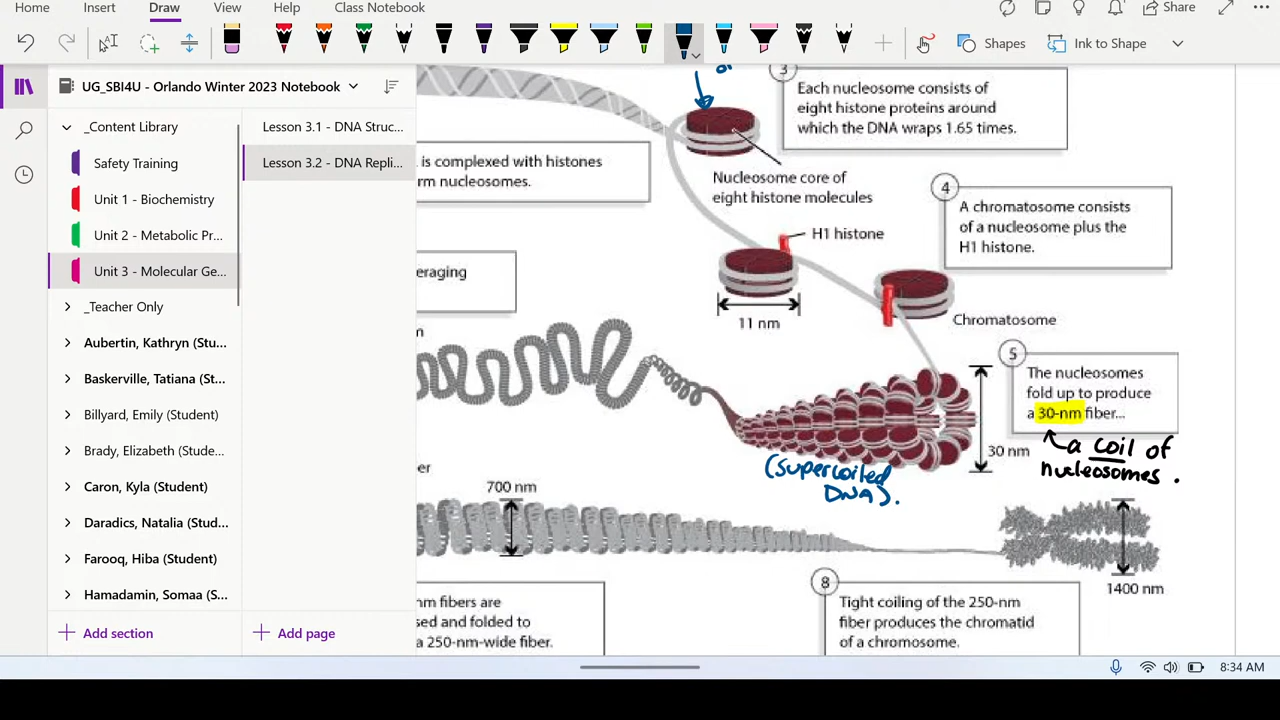 Home Insert Draw View Help Class Notebook Share
Shapes Ink to Shape
UG_SBI4U - Orlando Winter 2023 Notebook
_Content Library
Safety Training
Unit 1 - Biochemistry
Unit 2 - Metabolic Pr...
Unit 3 - Molecular Ge...
_Teacher Only
Aubertin, Kathryn (Stu...
Baskerville, Tatiana (St...
Billyard, Emily (Student)
Brady, Elizabeth (Stude...
Caron, Kyla (Student)
Daradics, Natalia (Stud...
Farooq, Hiba (Student)
Hamadamin, Somaa (S...
Add section
Lesson 3.1 - DNA Struc...
Lesson 3.2 - DNA Repli...
Add page
3
Each nucleosome consists of
eight histone proteins around
which the DNA wraps 1.65 times.
is complexed with histones
rm nucleosomes.
Nucleosome core of
eight histone molecules
4
A chromatosome consists
of a nucleosome plus the
H1 histone.
H1 histone
eraging
11 nm
Chromatosome
m
5
The nucleosomes
fold up to produce
a 30-nm fiber...
a coil of
nucleosomes.
30 nm
(supercoiled
DNA).
er
700 nm
1400 nm
nm fibers are
sed and folded to
a 250-nm-wide fiber.
8
Tight coiling of the 250-nm
fiber produces the chromatid
of a chromosome.
8:34 AM